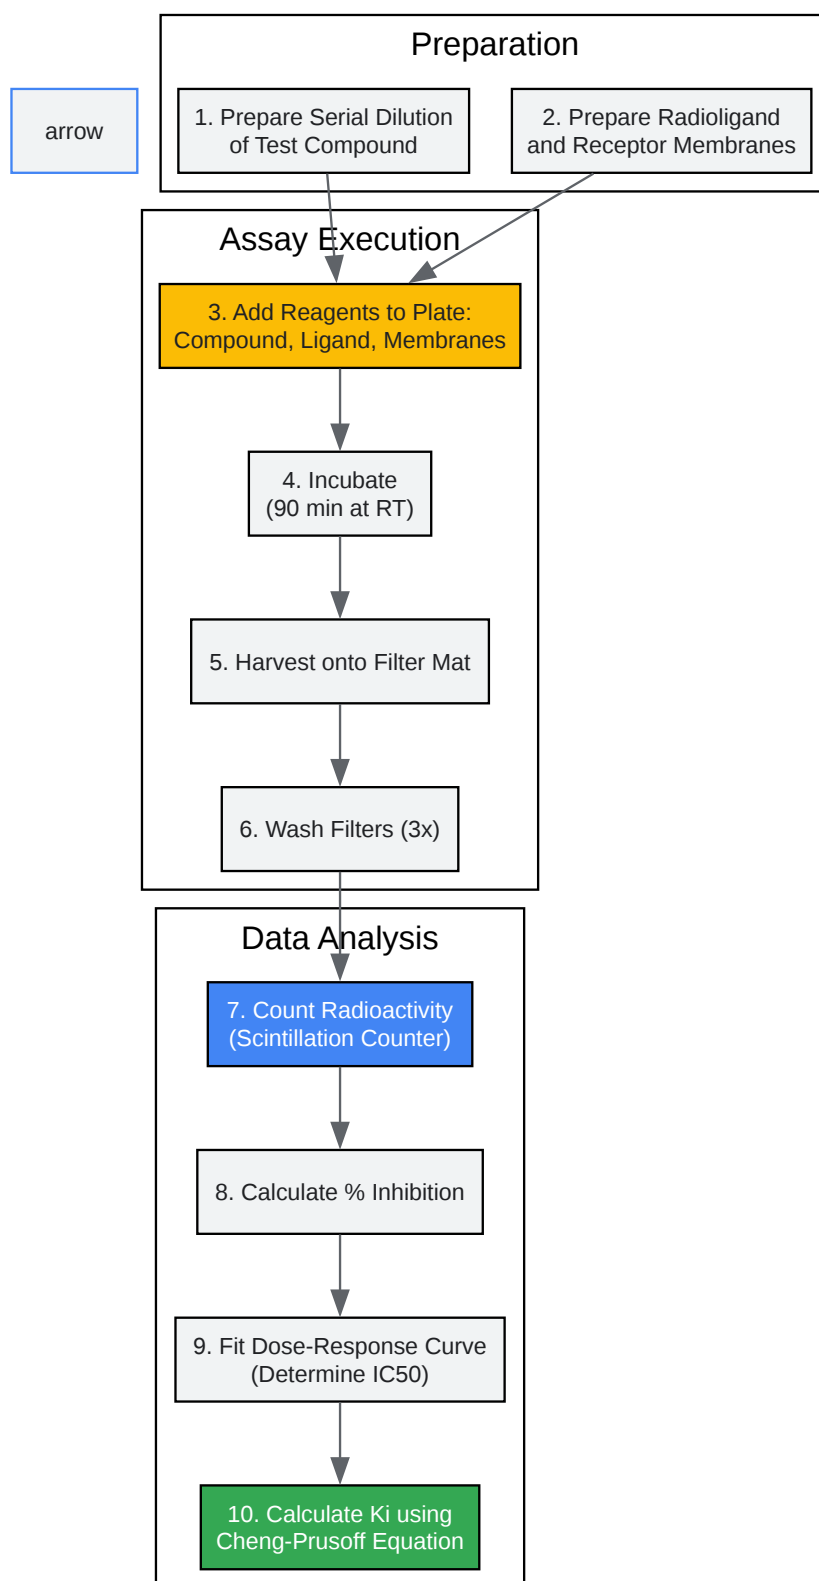 Preparation
arrow
1. Prepare Serial Dilution
of Test Compound
2. Prepare Radioligand
and Receptor Membranes
Assay Execution
3. Add Reagents to Plate:
Compound, Ligand, Membranes
4. Incubate
(90 min at RT)
5. Harvest onto Filter Mat
6. Wash Filters (3x)
Data Analysis
7. Count Radioactivity
(Scintillation Counter)
8. Calculate % Inhibition
9. Fit Dose-Response Curve
(Determine IC50)
10. Calculate Ki using
Cheng-Prusoff Equation